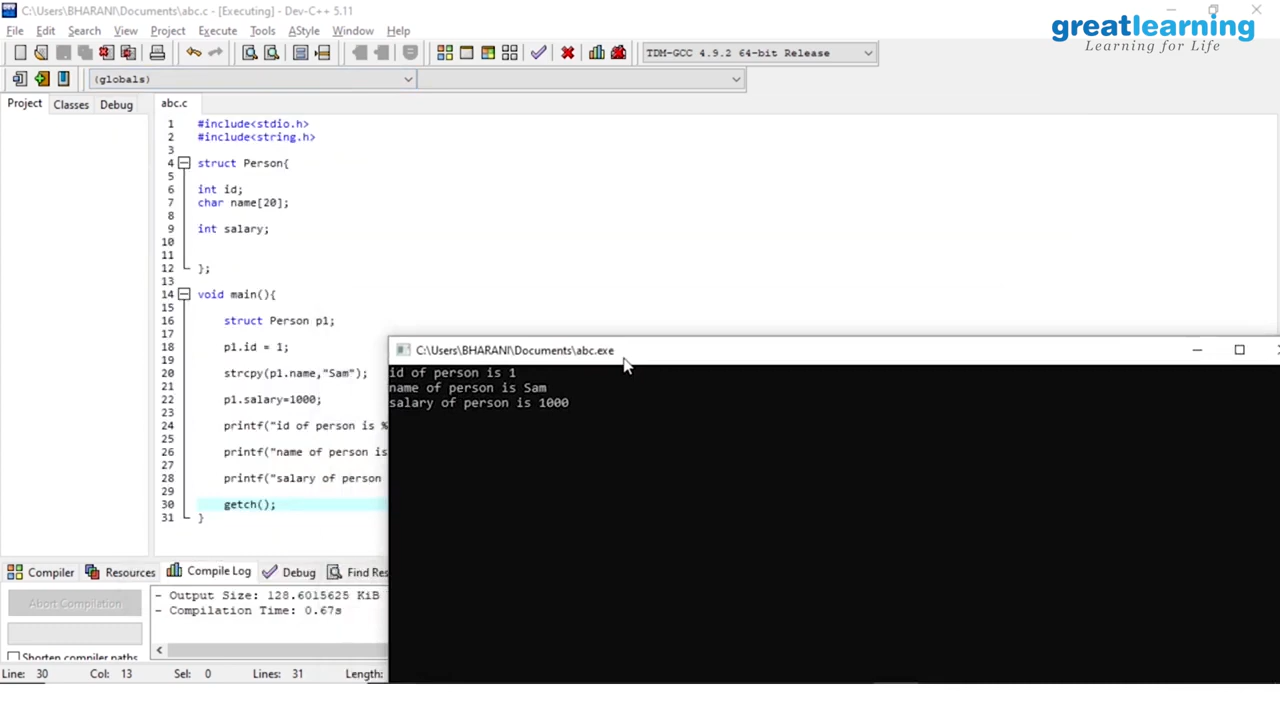 C:\Users\BHARANI\Documents\abc.c - [Executing] - Dev-C++ 5.11
greatlearning
Learning for Life
File Edit Search View Project Execute Tools AStyle Window Help
TDM-GCC 4.9.2 64-bit Release
(globals)
Project Classes Debug abc.c
1 #include<stdio.h>
2 #include<string.h>
3
4 struct Person{
5
6 int id;
7 char name[20];
8
9 int salary;
10
11
12 };
13
14 void main(){
15
16 struct Person p1;
17
18 p1.id = 1;
19
20 strcpy(p1.name,"Sam");
21
22 p1.salary=1000;
23
24 printf("id of person is %
25
26 printf("name of person is
27
28 printf("salary of person
29
30 getch();
31 }
C:\Users\BHARANI\Documents\abc.exe
id of person is 1
name of person is Sam
salary of person is 1000
Compiler Resources Compile Log Debug Find Res
Abort Compilation
- Output Size: 128.6015625 KiB
- Compilation Time: 0.67s
Shorten compiler paths
Line: 30 Col: 13 Sel: 0 Lines: 31 Length: